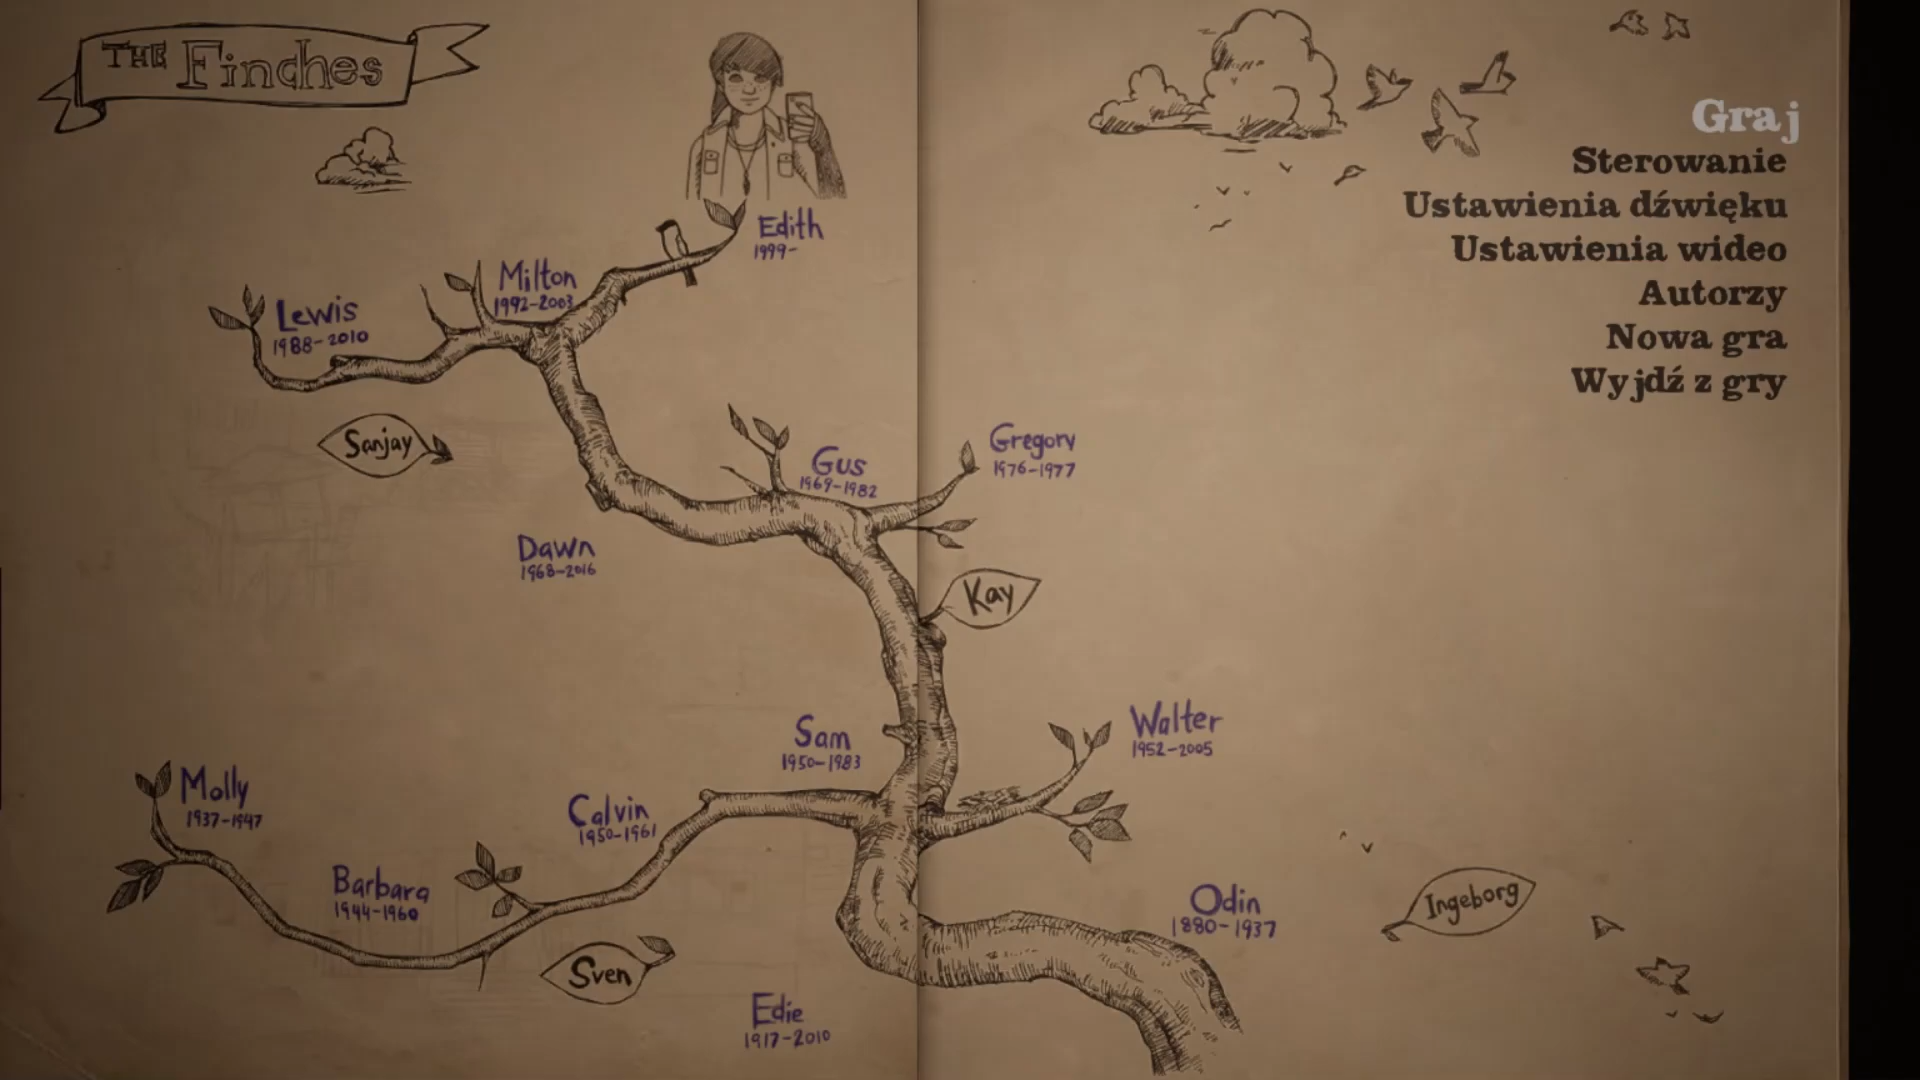 THE Finches
Graj
Sterowanie
Ustawienia dźwięku
Ustawienia wideo
Autorzy
Nowa gra
Wyjdź z gry
Edith
1999-
Milton
1992-2003
Lewis
1988-2010
Sanjay
Gus
1969-1982
Gregory
1976-1977
Dawn
1968-2016
Kay
Sam
1950-1983
Walter
1952-2005
Molly
1937-1947
Calvin
1950-1961
Barbara
1944-1960
Sven
Odin
1880-1937
Ingeborg
Edie
1917-2010